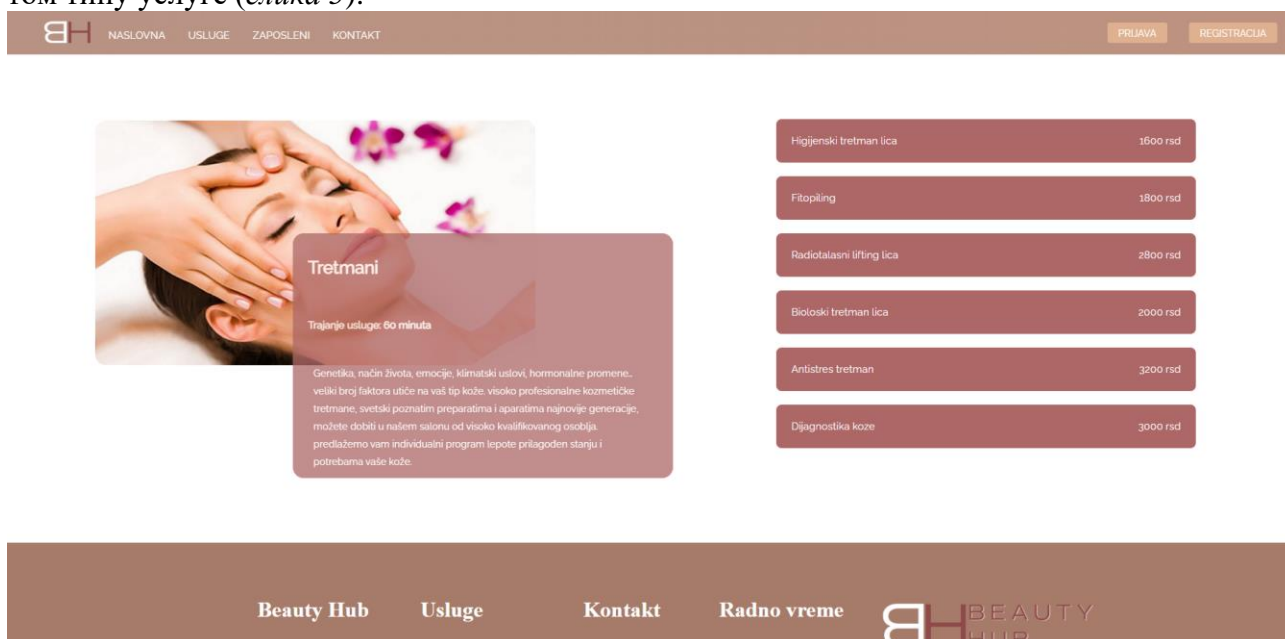 том типу услуге (слика 5).
BH NASLOVNA USLUGE ZAPOSLENI KONTAKT PRIJAVA REGISTRACIJA
Tretmani
Trajanje usluge: 60 minuta
Genetika, način života, emocije, klimatski uslovi, hormonalne promene..
veliki broj faktora utiče na vaš tip kože. visoko profesionalne kozmetičke
tretmane, svetski poznatim preparatima i aparatima najnovije generacije,
možete dobiti u našem salonu od visoko kvalifikovanog osoblja.
predlažemo vam individualni program lepote prilagođen stanju i
potrebama vaše kože.
Higijenski tretman lica 1600 rsd
Fitopiling 1800 rsd
Radiotalasni lifting lica 2800 rsd
Bioloski tretman lica 2000 rsd
Antistres tretman 3200 rsd
Dijagnostika koze 3000 rsd
Beauty Hub Usluge Kontakt Radno vreme
BH BEAUTY
HUB